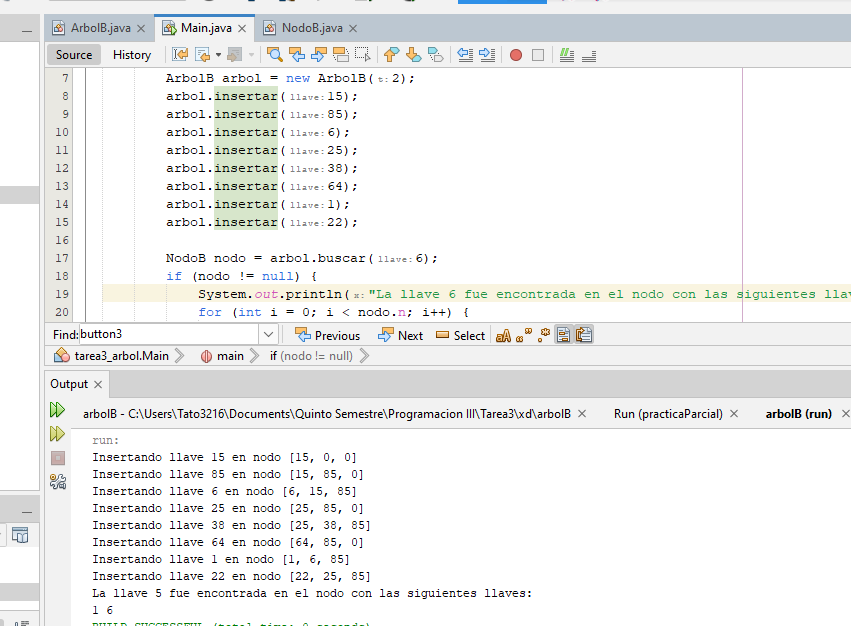 ArbolB.java × Main.java × NodoB.java ×
Source History
7 ArbolB arbol = new ArbolB( t: 2);
8 arbol.insertar( llave: 15);
9 arbol.insertar( llave: 85);
10 arbol.insertar( llave: 6);
11 arbol.insertar( llave: 25);
12 arbol.insertar( llave: 38);
13 arbol.insertar( llave: 64);
14 arbol.insertar( llave: 1);
15 arbol.insertar( llave: 22);
16
17 NodoB nodo = arbol.buscar( llave: 6);
18 if (nodo != null) {
19 System.out.println( x: "La llave 6 fue encontrada en el nodo con las siguientes llav
20 for (int i = 0; i < nodo.n; i++) {
Find: button3 Previous Next Select
tarea3_arbol.Main main if (nodo != null)
Output ×
arbolB - C:\Users\Tato3216\Documents\Quinto Semestre\Programacion III\Tarea3\xd\arbolB × Run (practicaParcial) × arbolB (run) ×
run:
Insertando llave 15 en nodo [15, 0, 0]
Insertando llave 85 en nodo [15, 85, 0]
Insertando llave 6 en nodo [6, 15, 85]
Insertando llave 25 en nodo [25, 85, 0]
Insertando llave 38 en nodo [25, 38, 85]
Insertando llave 64 en nodo [64, 85, 0]
Insertando llave 1 en nodo [1, 6, 85]
Insertando llave 22 en nodo [22, 25, 85]
La llave 5 fue encontrada en el nodo con las siguientes llaves:
1 6
BUILD SUCCESSFUL (total time: 0 seconds)